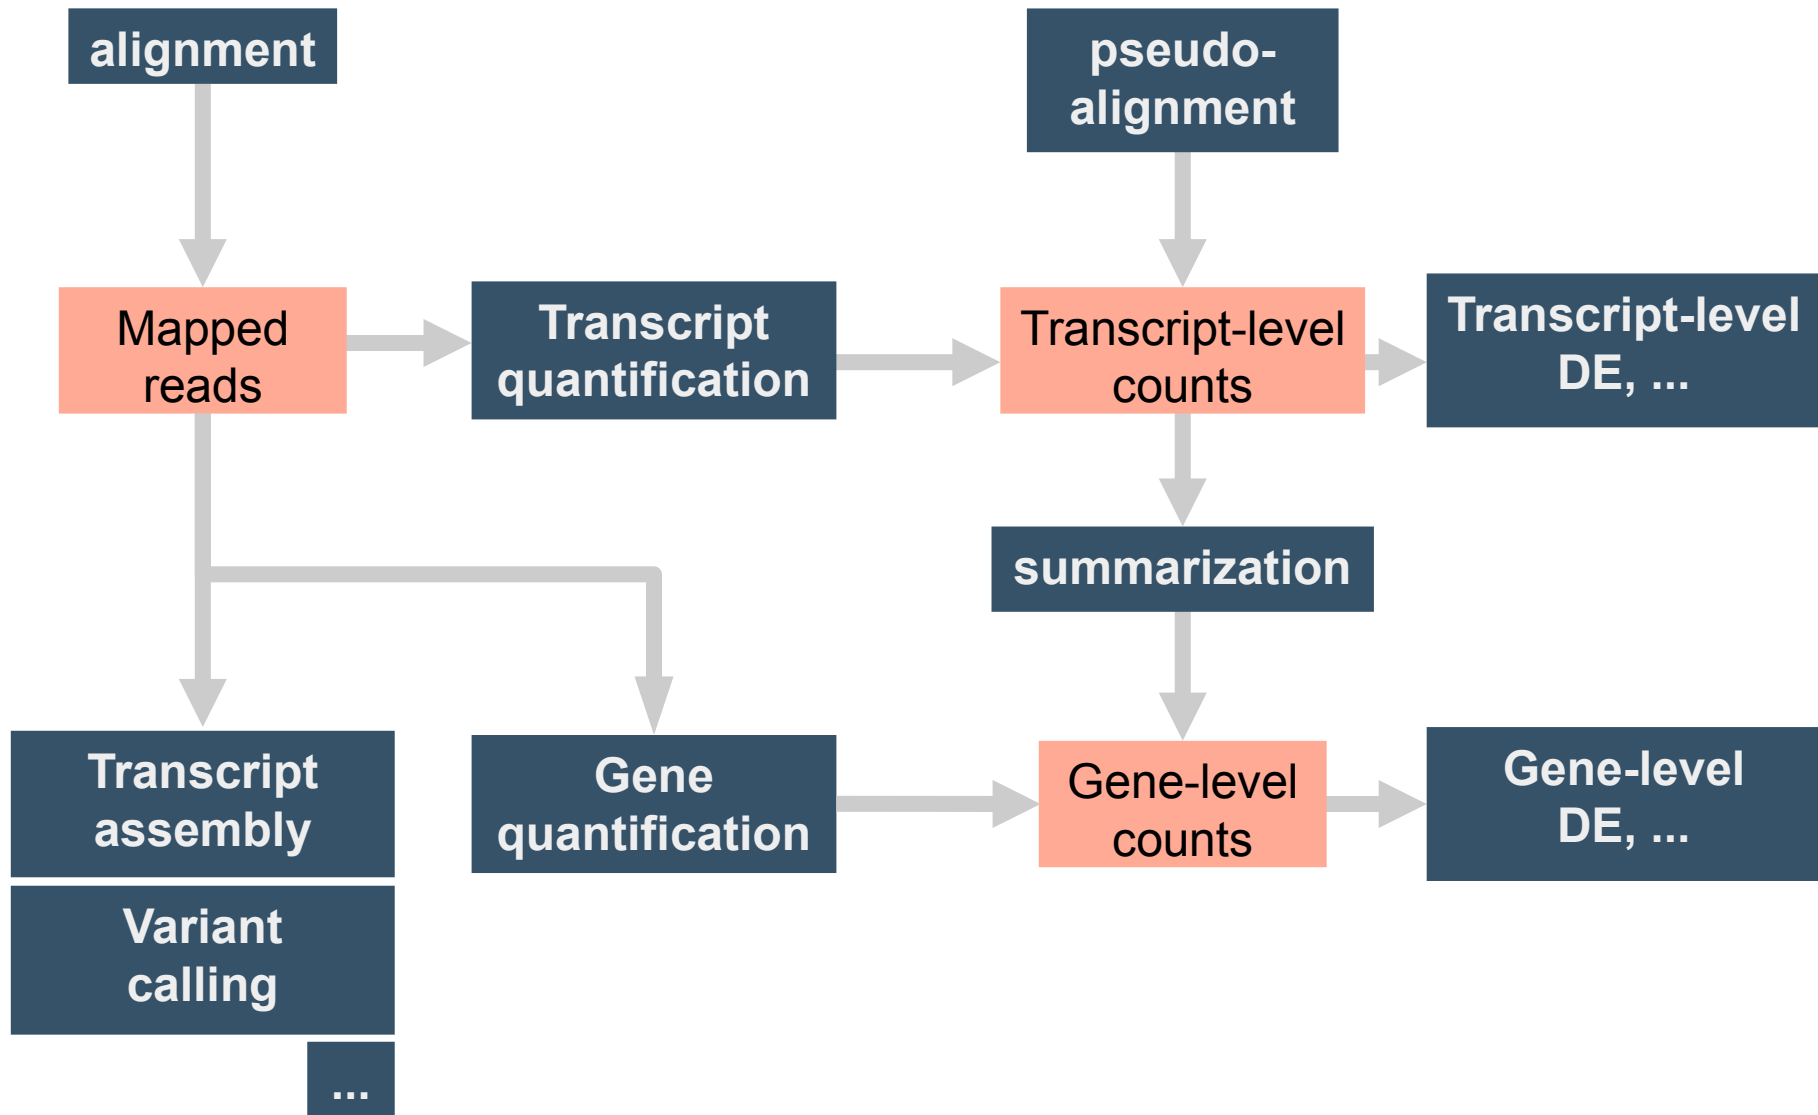 alignment
pseudo-
alignment
Mapped
reads
Transcript
quantification
Transcript-level
counts
Transcript-level
DE, ...
summarization
Transcript
assembly
Gene
quantification
Gene-level
counts
Gene-level
DE, ...
Variant
calling
...